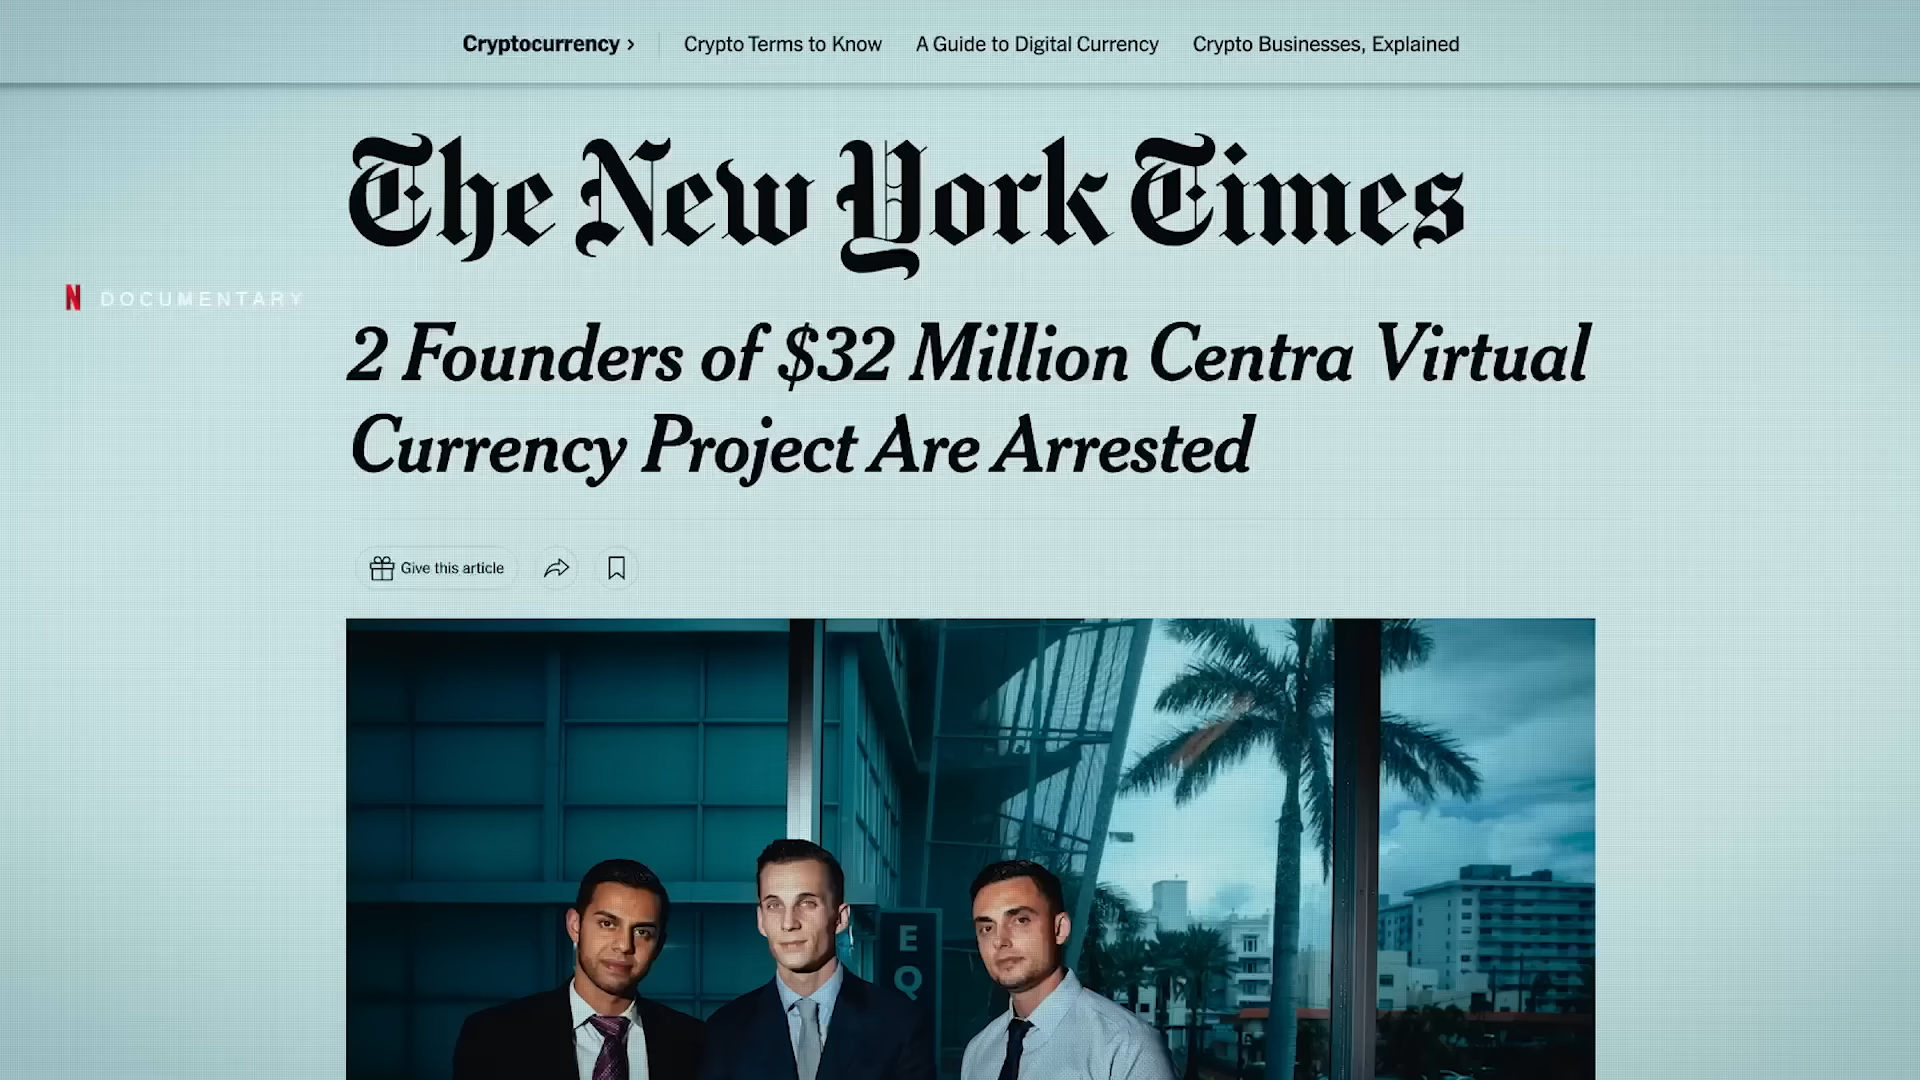 Cryptocurrency › Crypto Terms to Know A Guide to Digital Currency Crypto Businesses, Explained
The New York Times
N DOCUMENTARY
2 Founders of $32 Million Centra Virtual
Currency Project Are Arrested
Give this article
E
Q